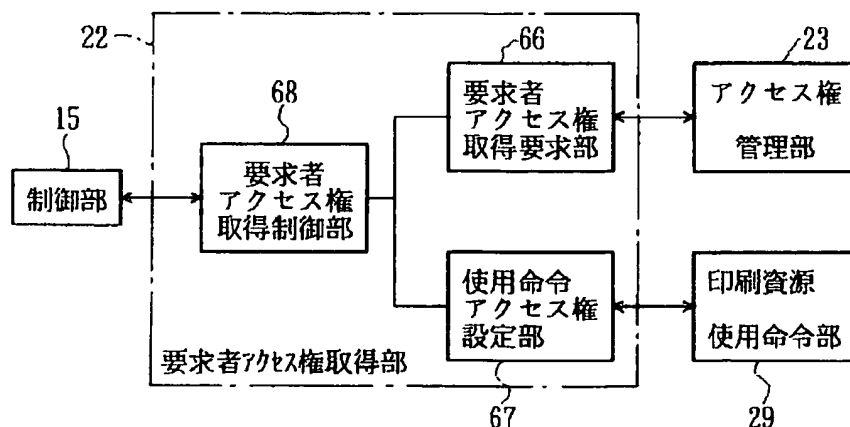 22
66
23
68
15
要求者
アクセス権
取得要求部
アクセス権
管理部
制御部
要求者
アクセス権
取得制御部
使用命令
アクセス権
設定部
印刷資源
使用命令部
要求者アクセス権取得部
67
29